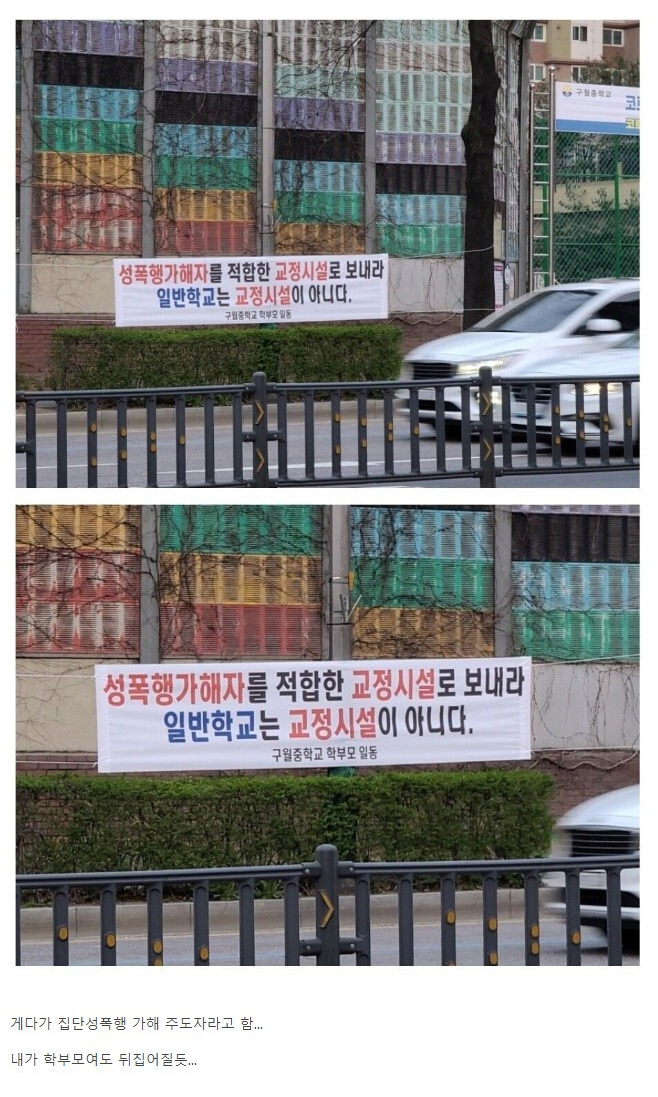 구월중학교
성폭행가해자를 적합한 교정시설로 보내라
일반학교는 교정시설이 아니다.
구월중학교 학부모 일동
성폭행가해자를 적합한 교정시설로 보내라
일반학교는 교정시설이 아니다.
구월중학교 학부모 일동
게다가 집단성폭행 가해 주도자라고 함...
내가 학부모여도 뒤집어질듯...